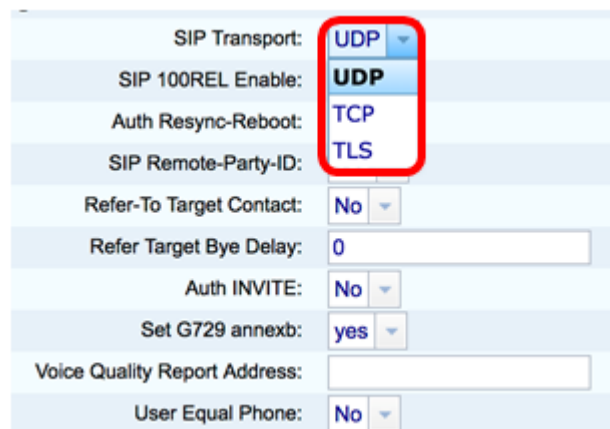 SIP Transport: UDP
SIP 100REL Enable: UDP
Auth Resync-Reboot: TCP
SIP Remote-Party-ID: TLS
Refer-To Target Contact: No
Refer Target Bye Delay: 0
Auth INVITE: No
Set G729 annexb: yes
Voice Quality Report Address:
User Equal Phone: No